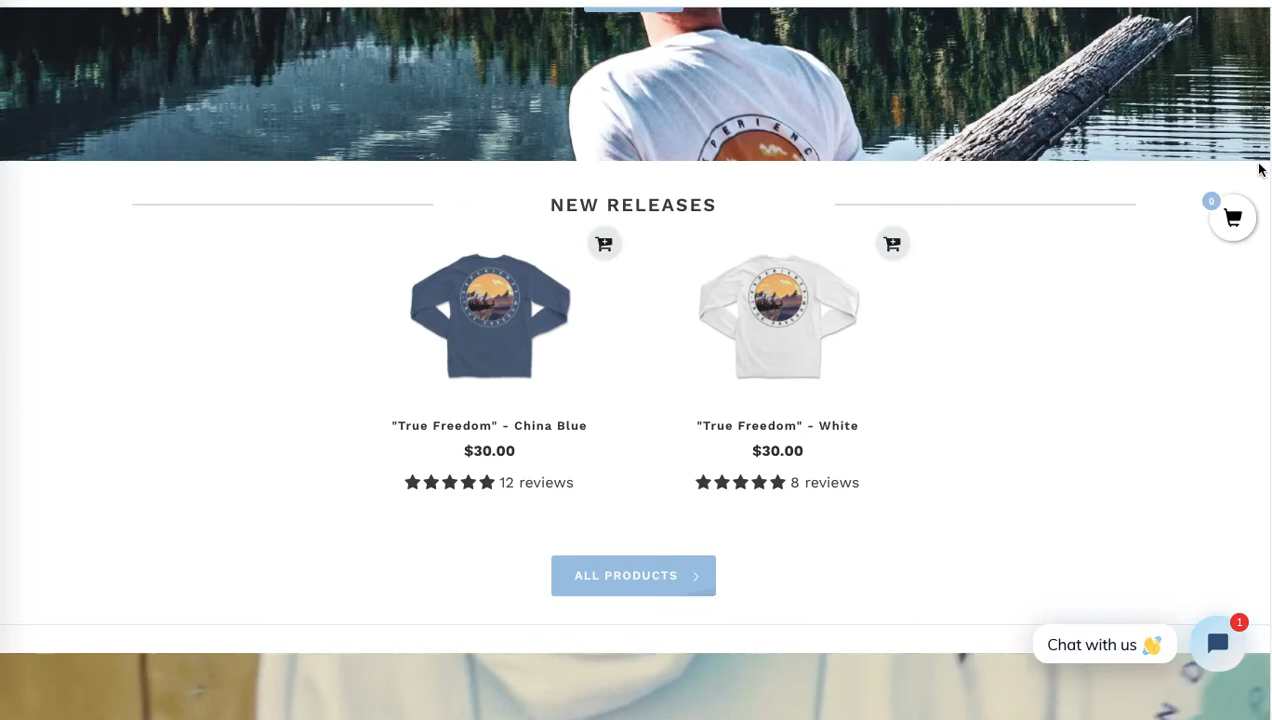 PERIENC
0
NEW RELEASES
"True Freedom" - China Blue
$30.00
12 reviews
"True Freedom" - White
$30.00
8 reviews
ALL PRODUCTS
Chat with us 👋
1